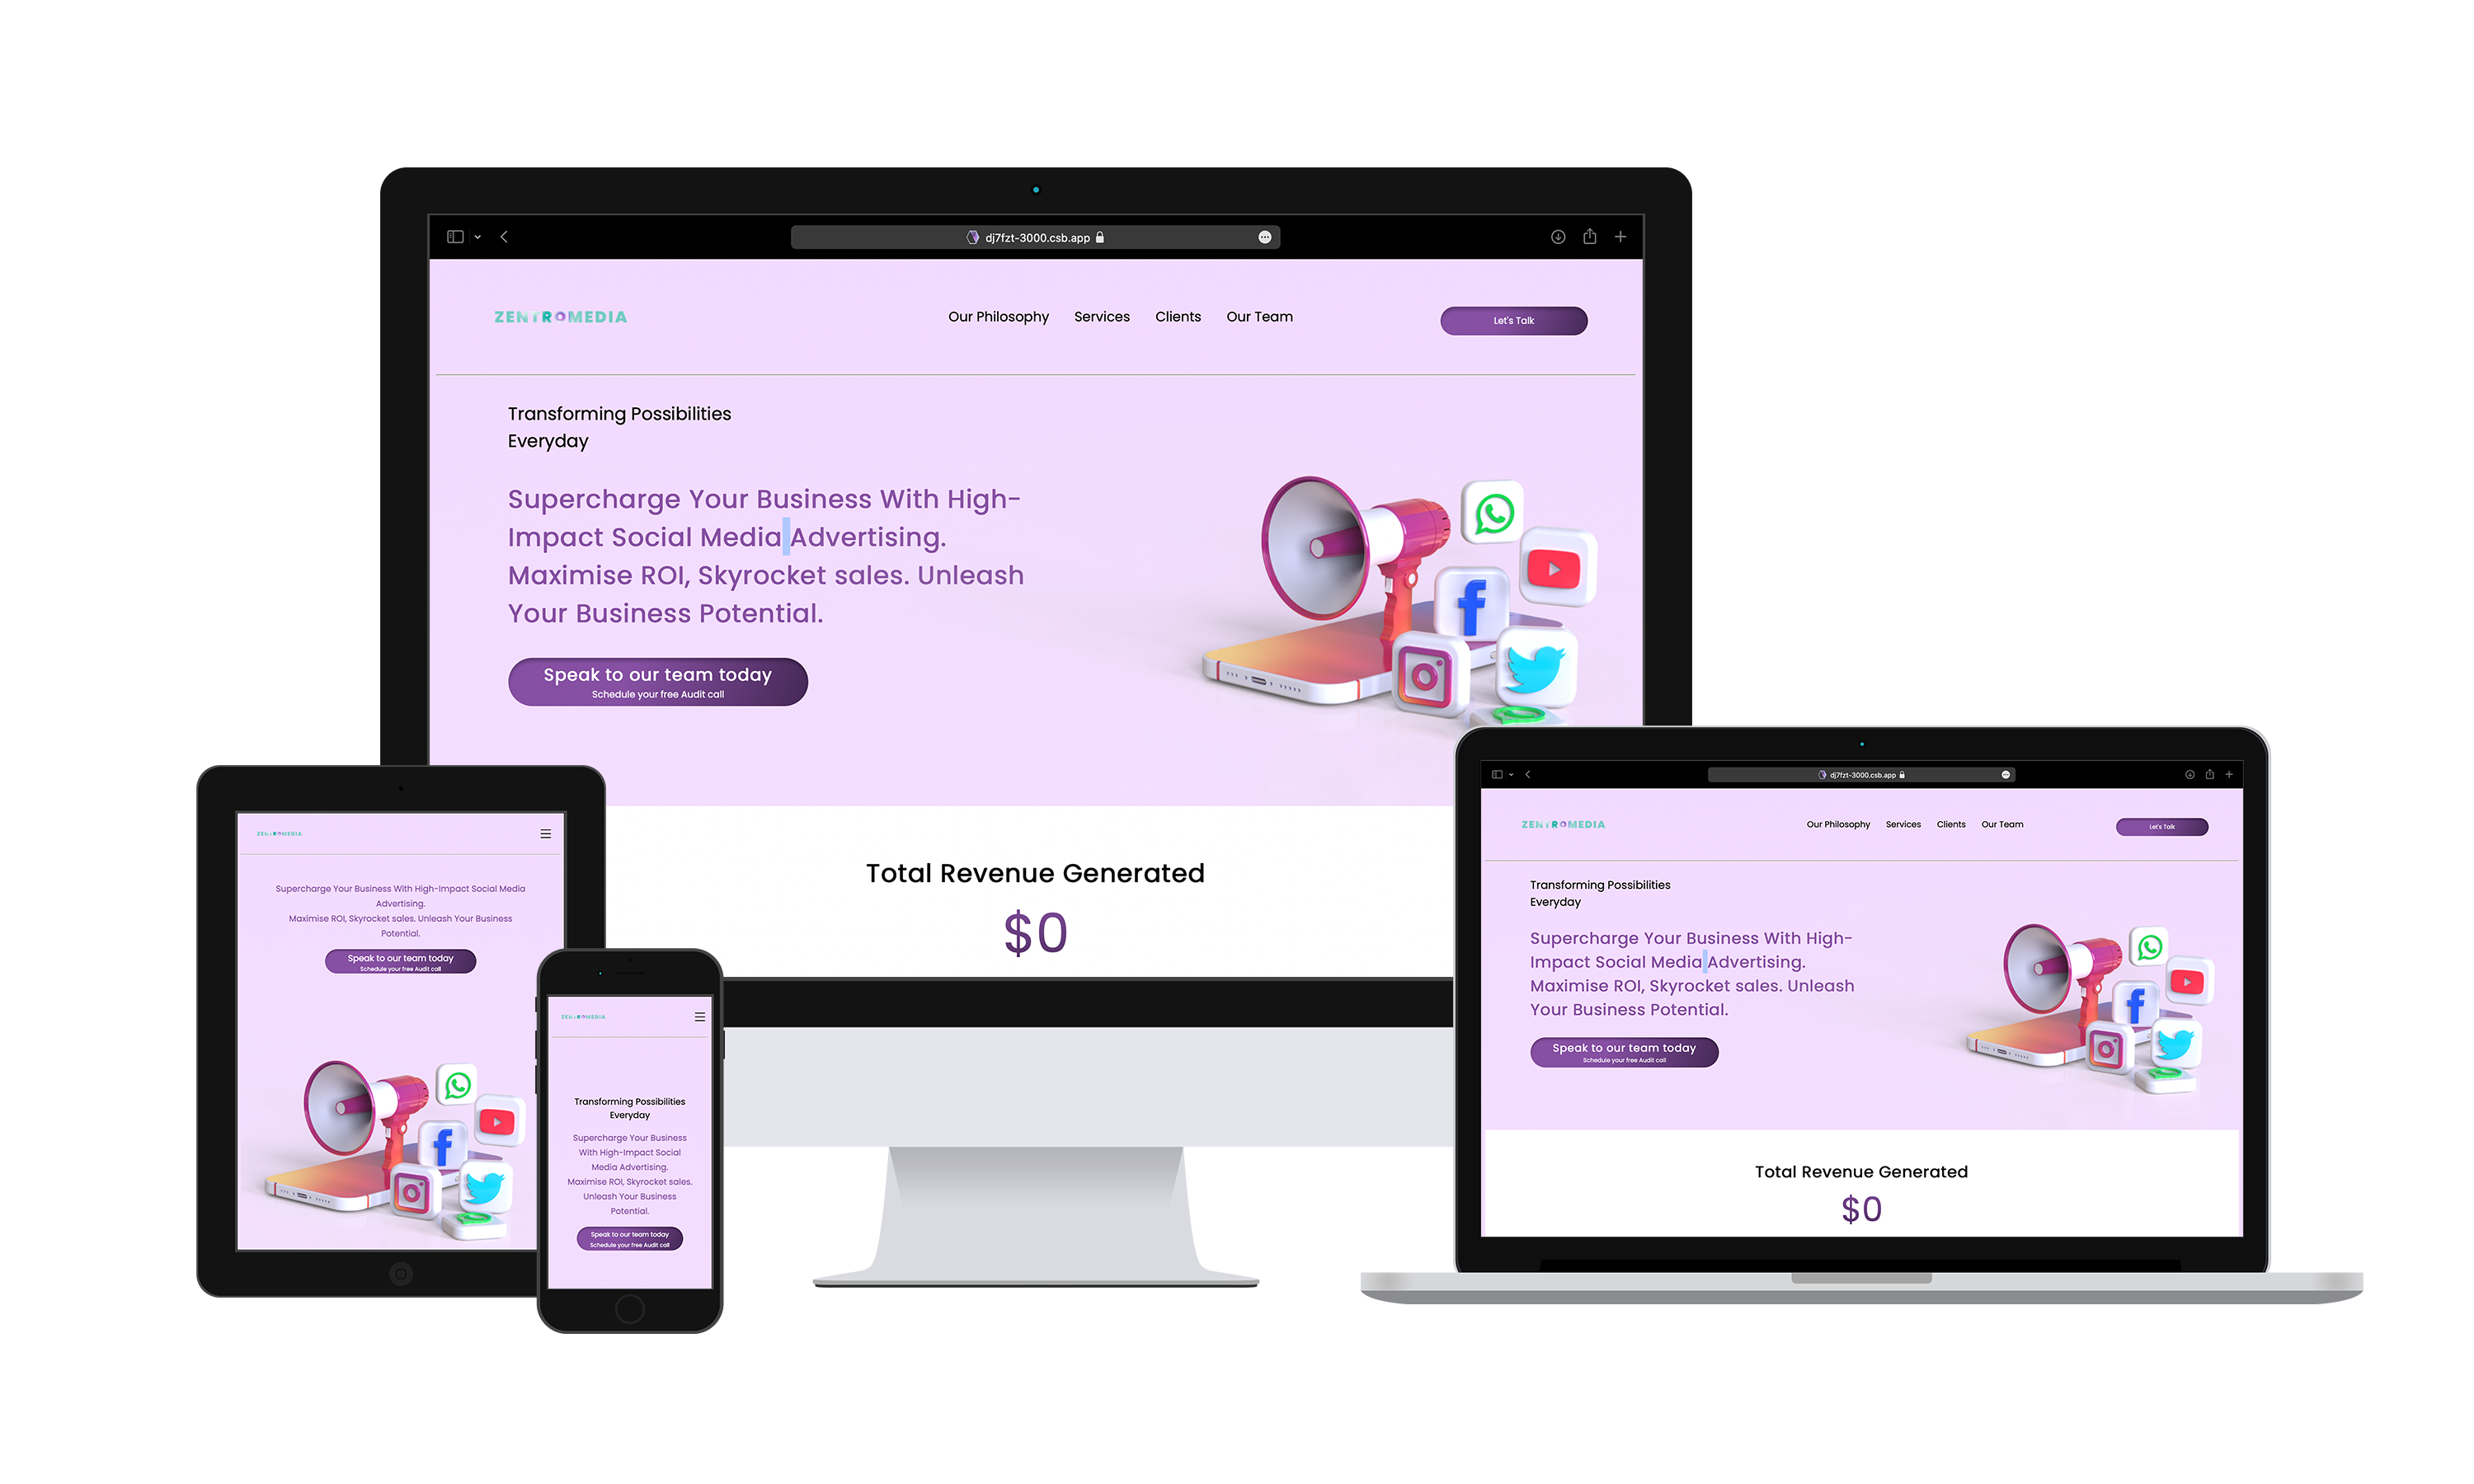 dj7fzt-3000.csb.app
ZENTROMEDIA
Our Philosophy Services Clients Our Team
Let's Talk
Transforming Possibilities
Everyday
Supercharge Your Business With High-
Impact Social Media Advertising.
Maximise ROI, Skyrocket sales. Unleash
Your Business Potential.
Speak to our team today
Schedule your free Audit call
Total Revenue Generated
$0
ZENTROMEDIA
Supercharge Your Business With High-Impact Social Media
Advertising.
Maximise ROI, Skyrocket sales. Unleash Your Business
Potential.
Speak to our team today
Schedule your free Audit call
ZENTROMEDIA
Transforming Possibilities
Everyday
Supercharge Your Business
With High-Impact Social
Media Advertising.
Maximise ROI, Skyrocket sales.
Unleash Your Business
Potential.
Speak to our team today
Schedule your free Audit call
dj7fzt-3000.csb.app
ZENTROMEDIA
Our Philosophy Services Clients Our Team
Let's Talk
Transforming Possibilities
Everyday
Supercharge Your Business With High-
Impact Social Media Advertising.
Maximise ROI, Skyrocket sales. Unleash
Your Business Potential.
Speak to our team today
Schedule your free Audit call
Total Revenue Generated
$0